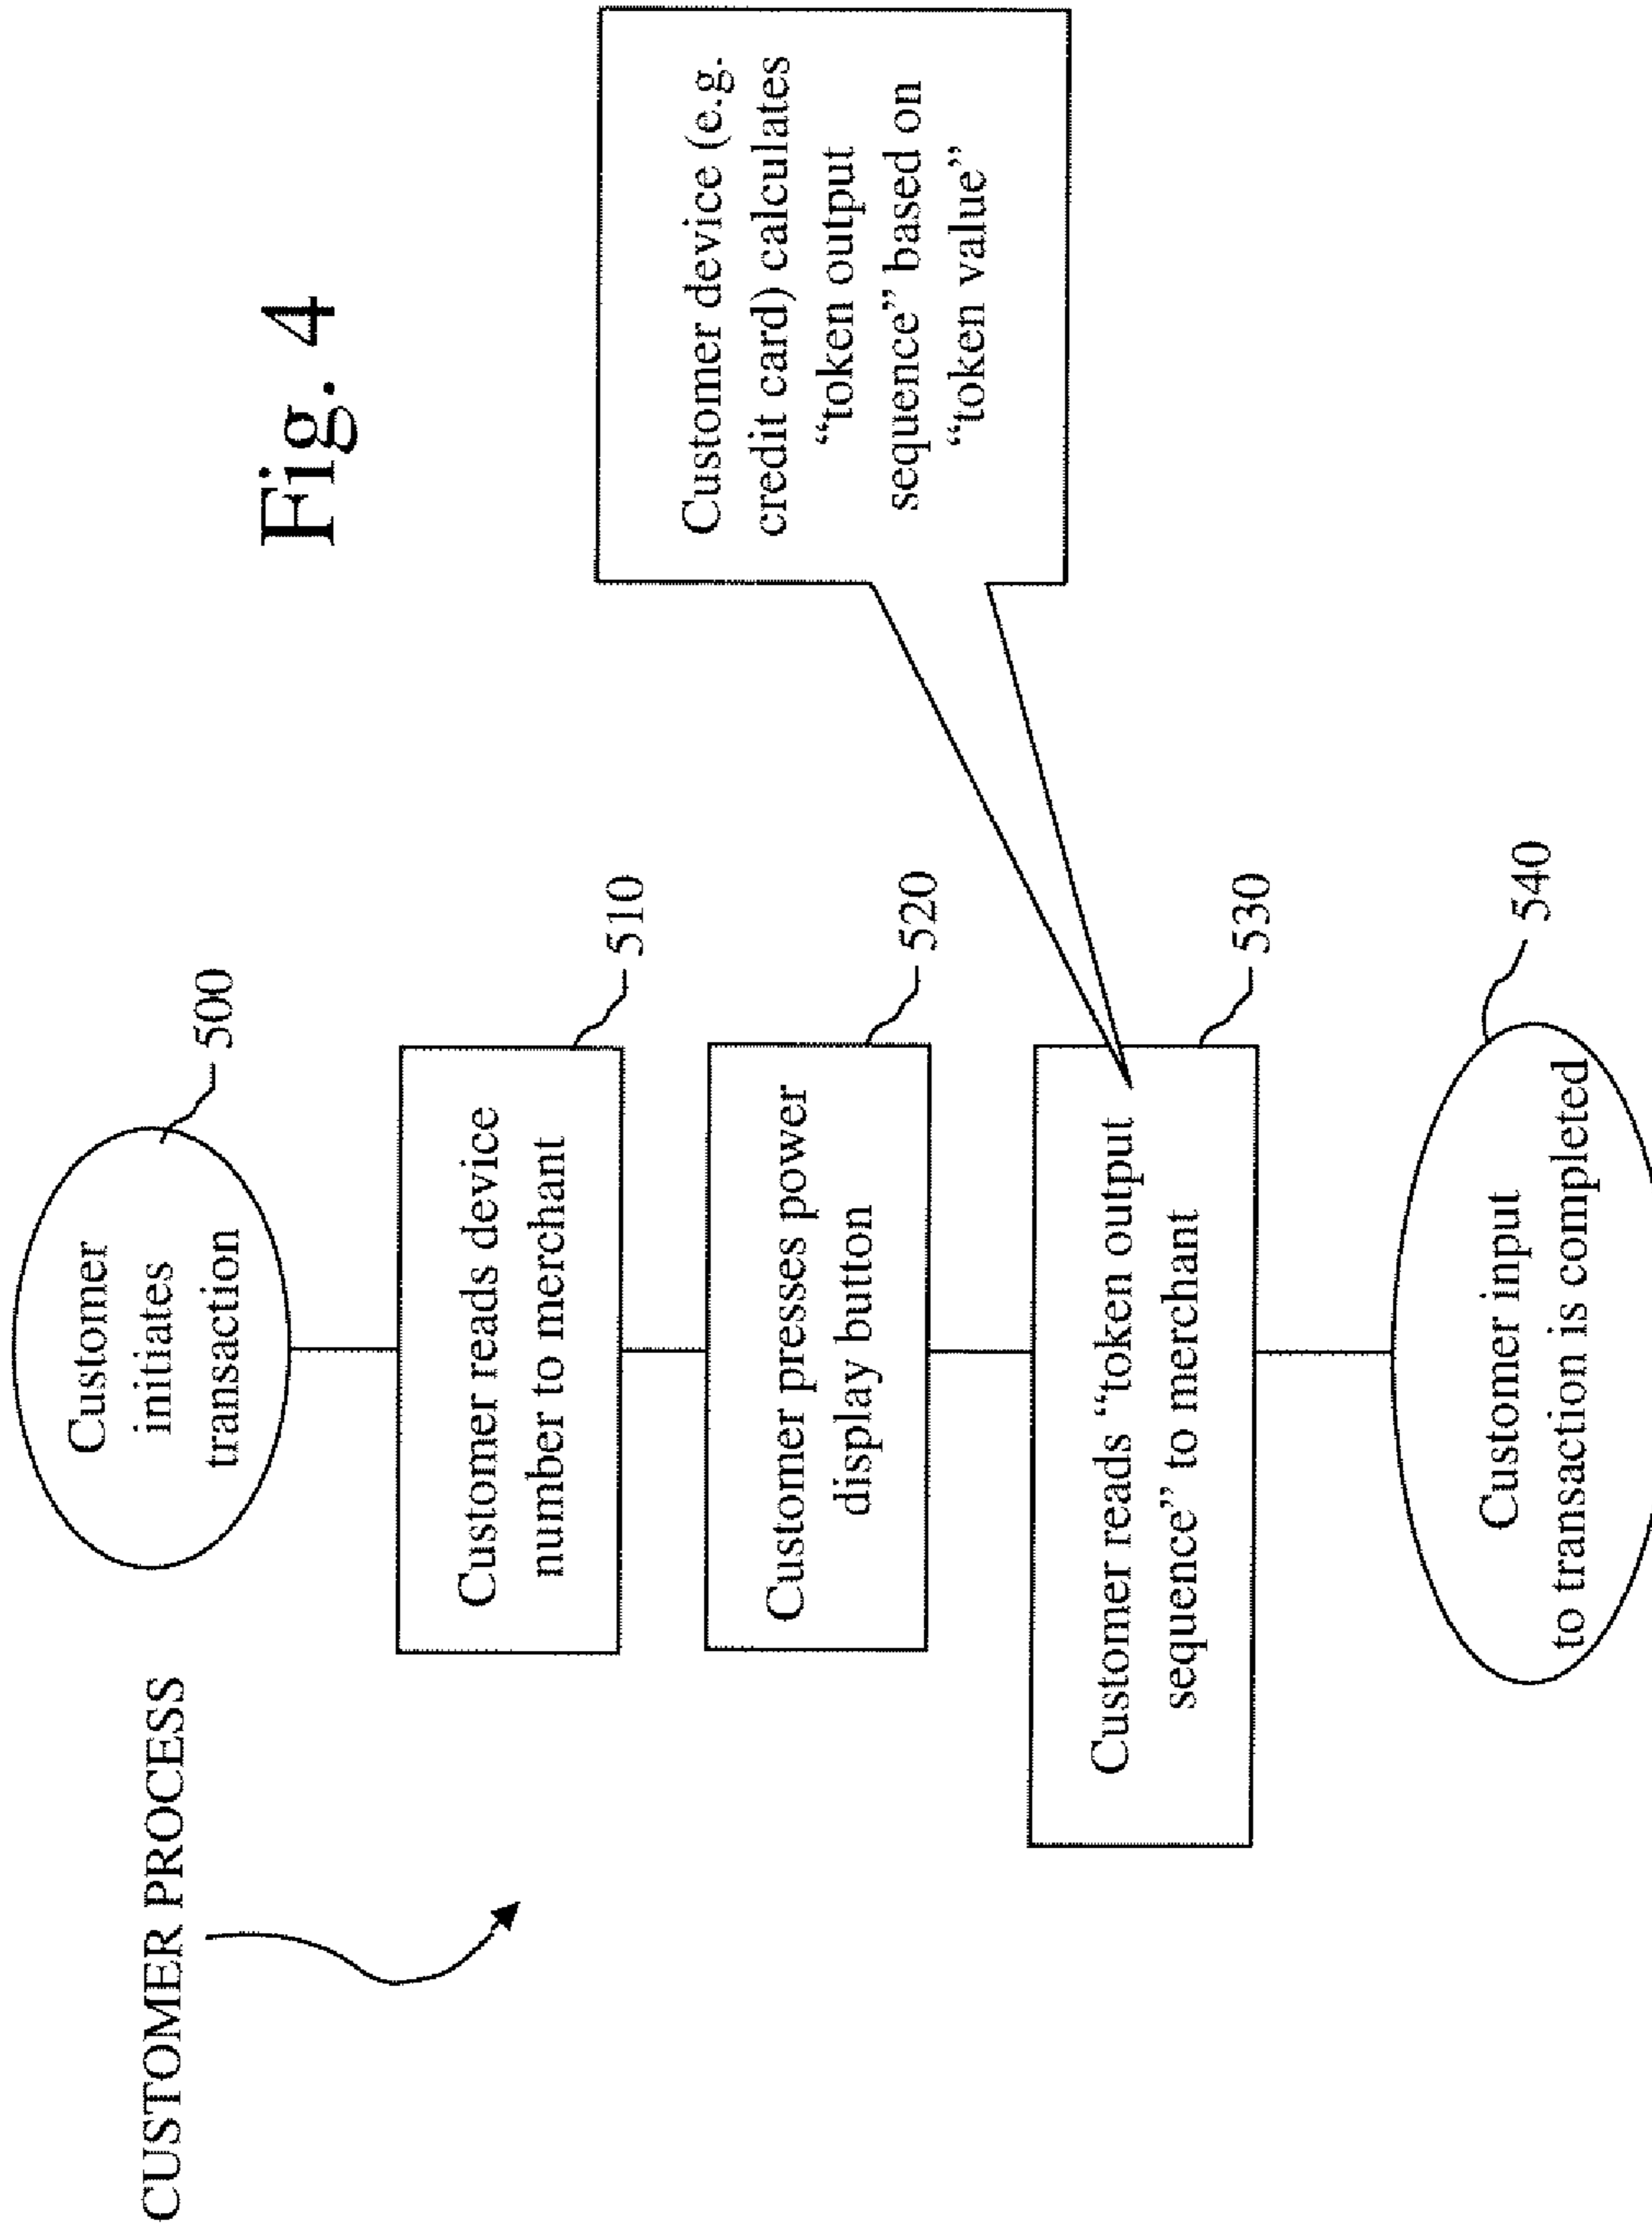 Fig. 4
CUSTOMER PROCESS
Customer
initiates
transaction
500
Customer reads device
number to merchant
510
Customer presses power
display button
520
Customer reads “token output
sequence” to merchant
530
Customer device (e.g.
credit card) calculates
“token output
sequence” based on
“token value”
Customer input
to transaction is completed
540